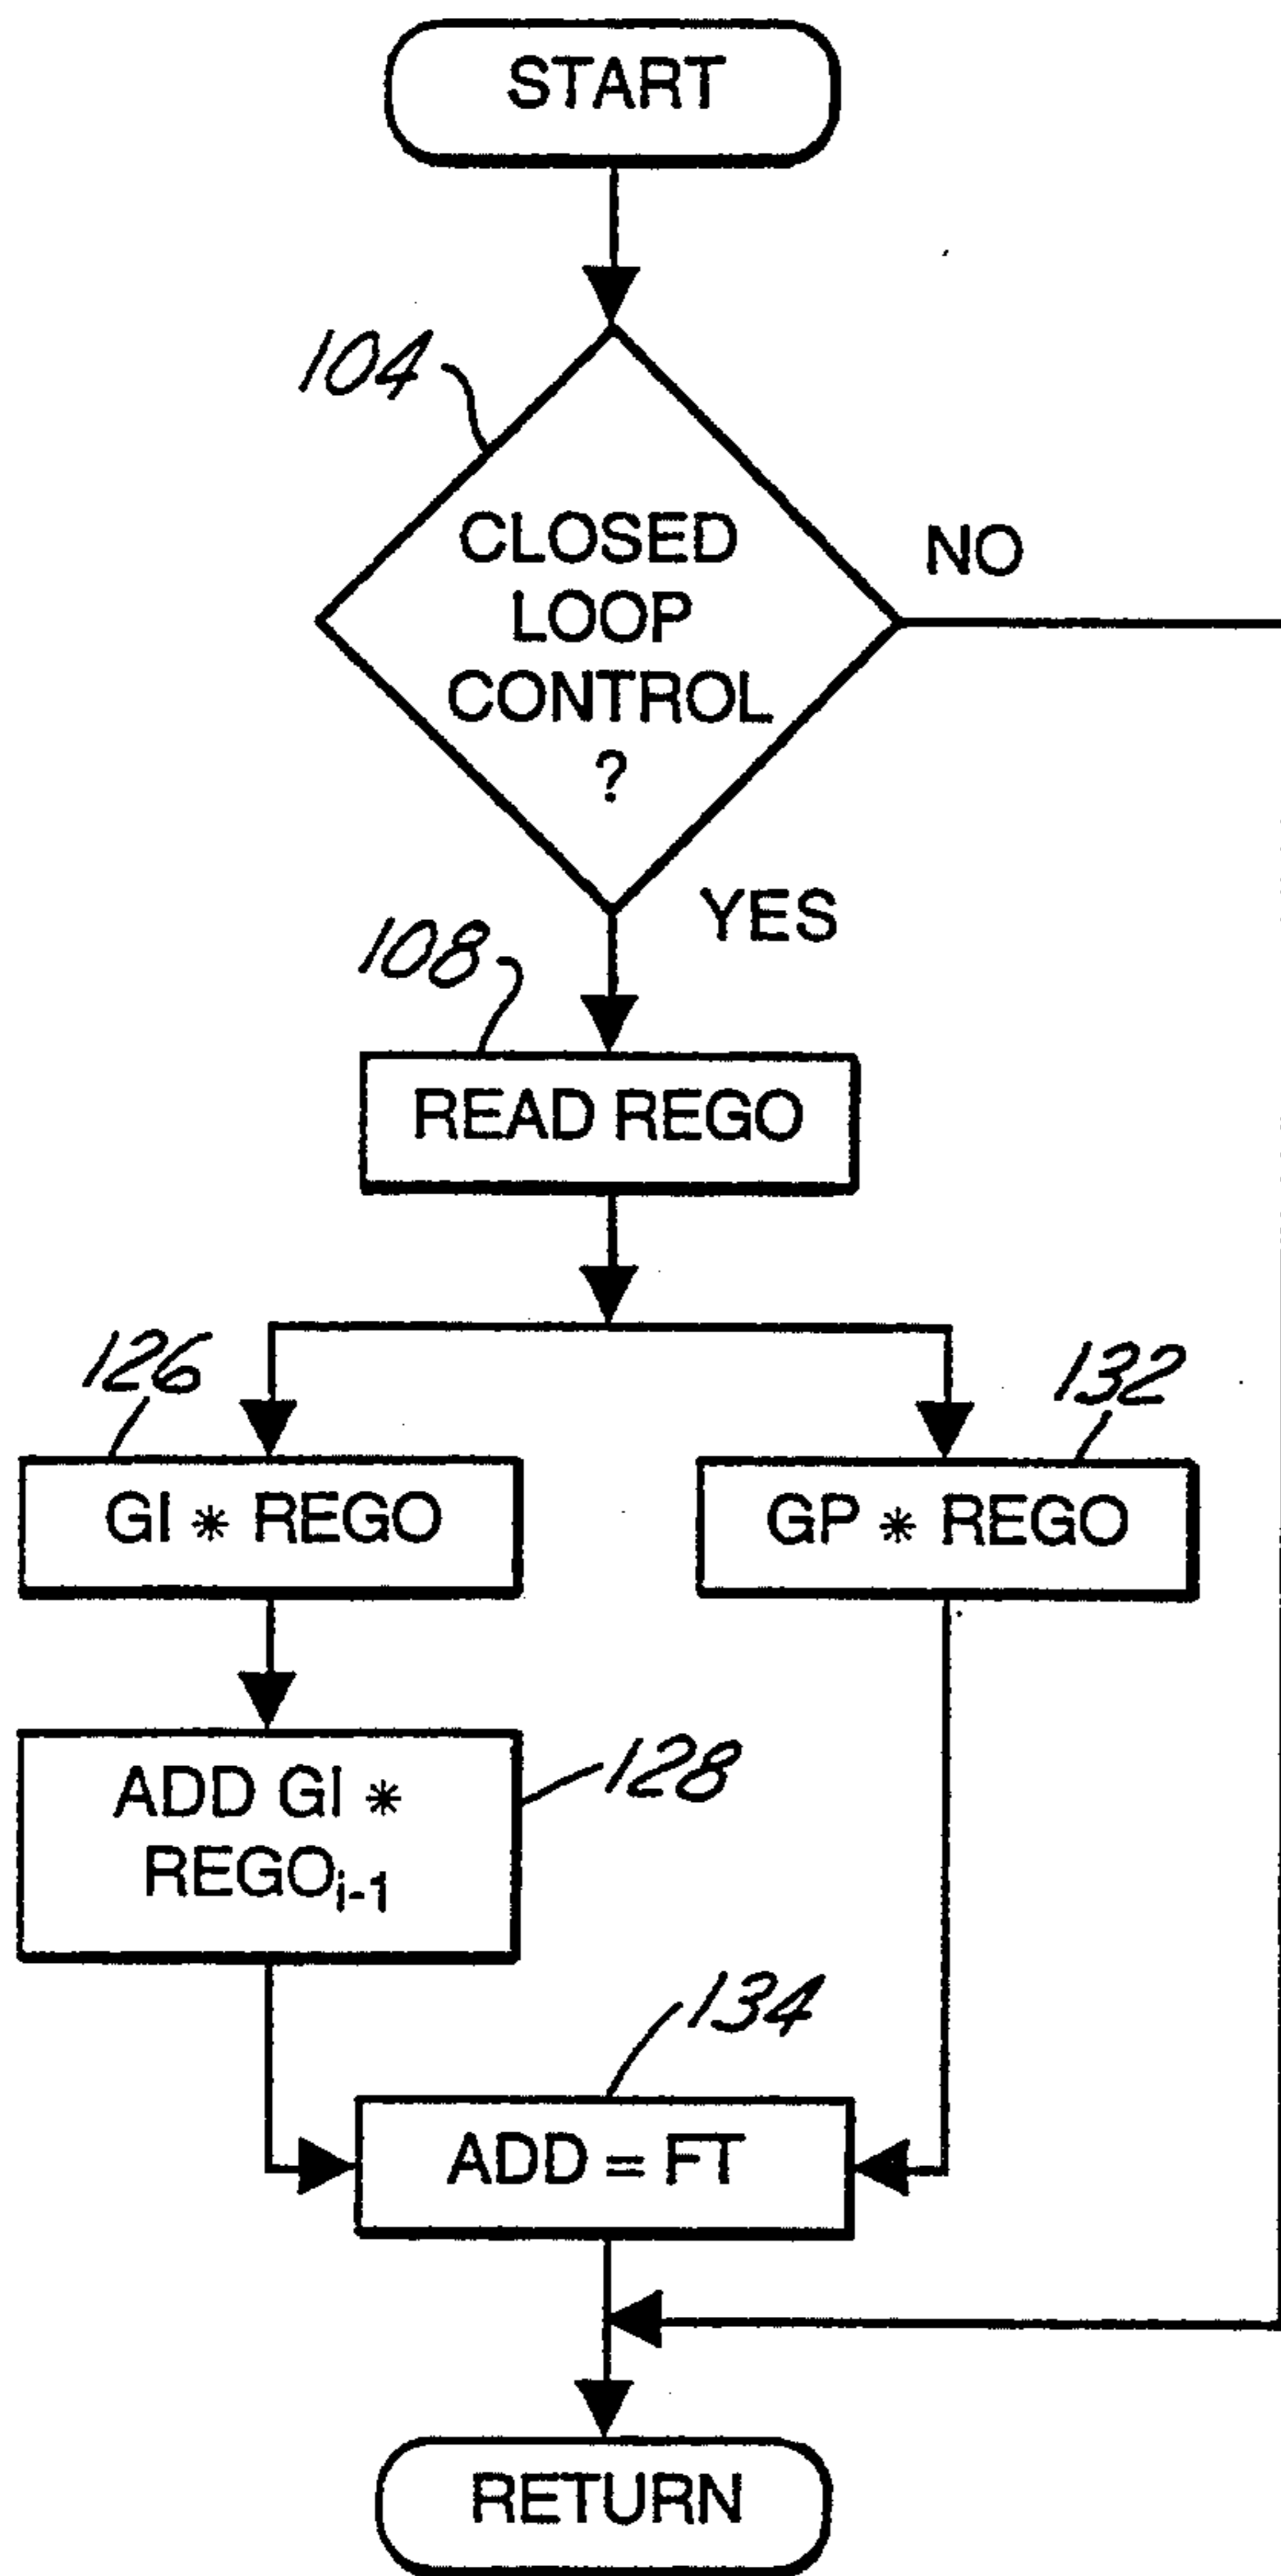 START
104
CLOSED
LOOP
CONTROL
?
NO
YES
108
READ REGO
126
132
GI * REGO
GP * REGO
ADD GI *
REGOi-1
128
134
ADD = FT
RETURN